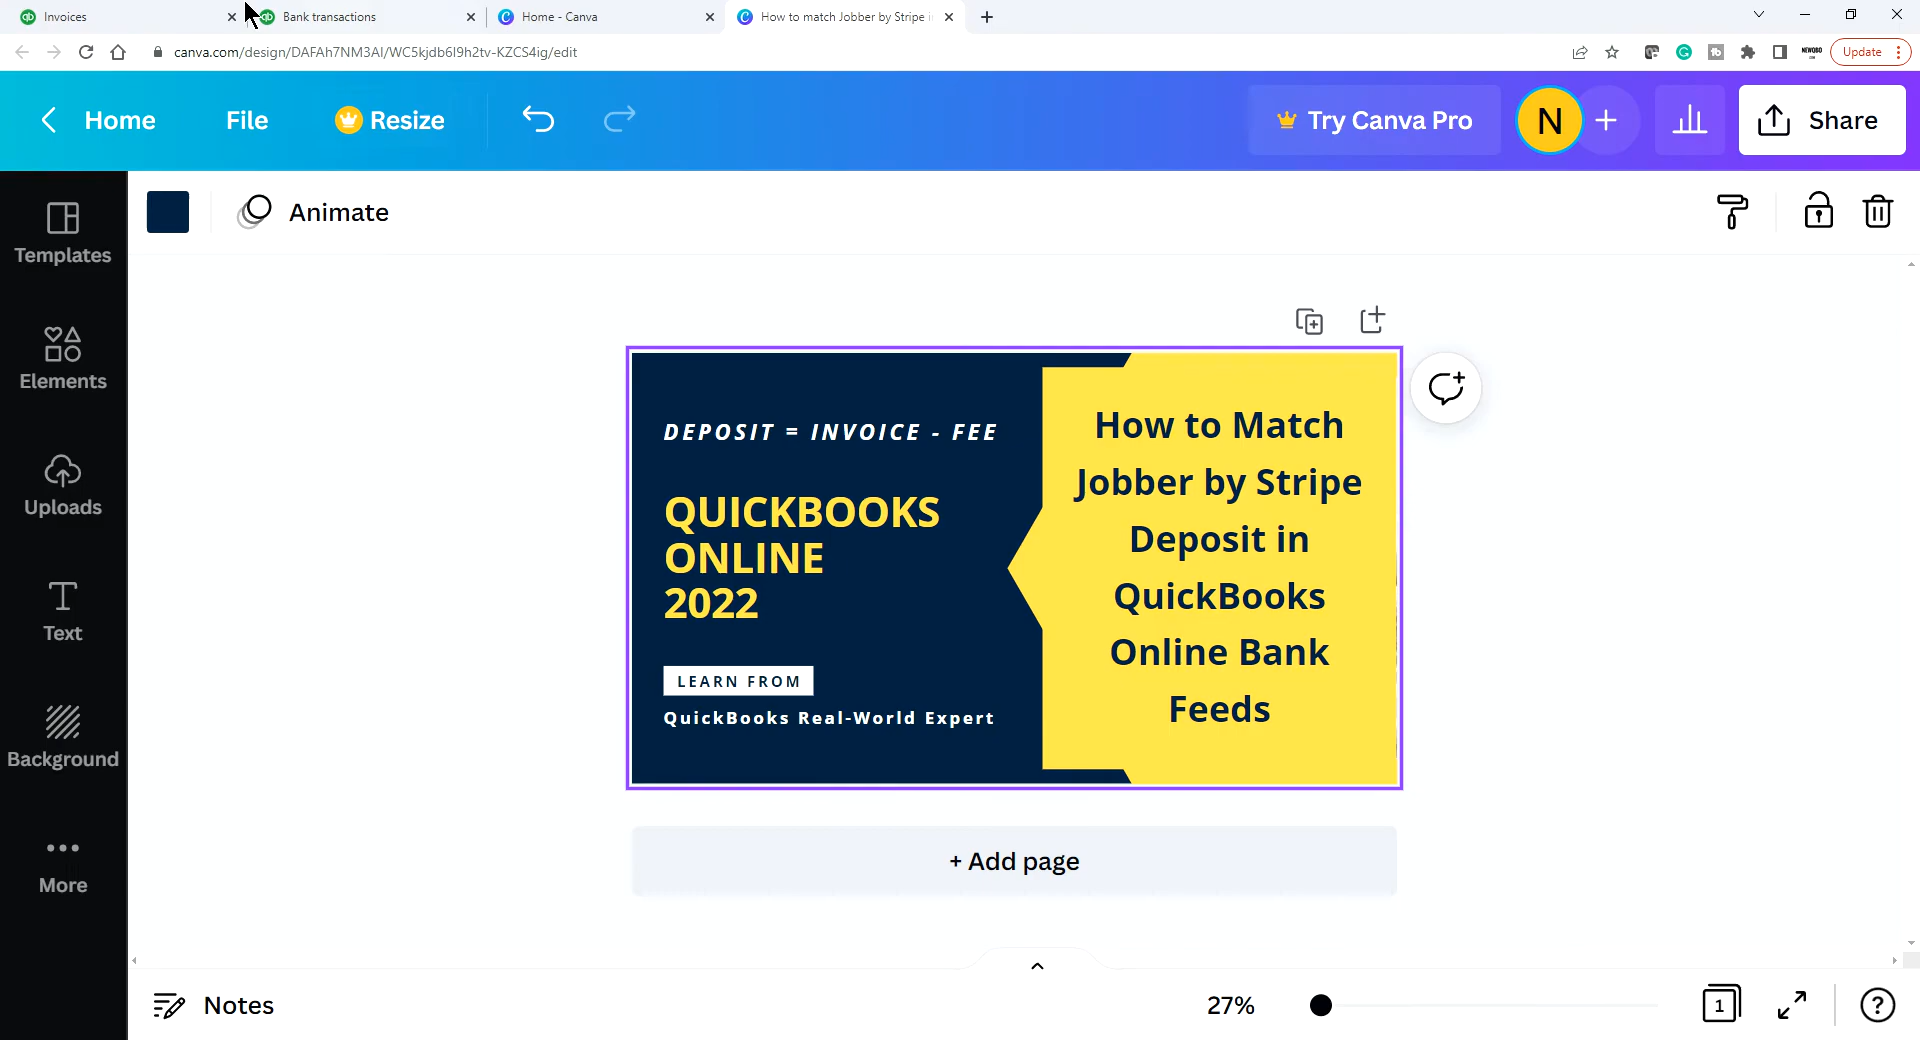 Invoices
Bank transactions
Home - Canva
How to match Jobber by Stripe i
canva.com/design/DAFAh7NM3AI/WC5kjdb6l9h2tv-KZCS4ig/edit
Update
Home
File
Resize
Try Canva Pro
N
Share
Animate
Templates
Elements
Uploads
Text
Background
More
DEPOSIT = INVOICE - FEE
QUICKBOOKS
ONLINE
2022
LEARN FROM
QuickBooks Real-World Expert
How to Match
Jobber by Stripe
Deposit in
QuickBooks
Online Bank
Feeds
+ Add page
Notes
27%
1